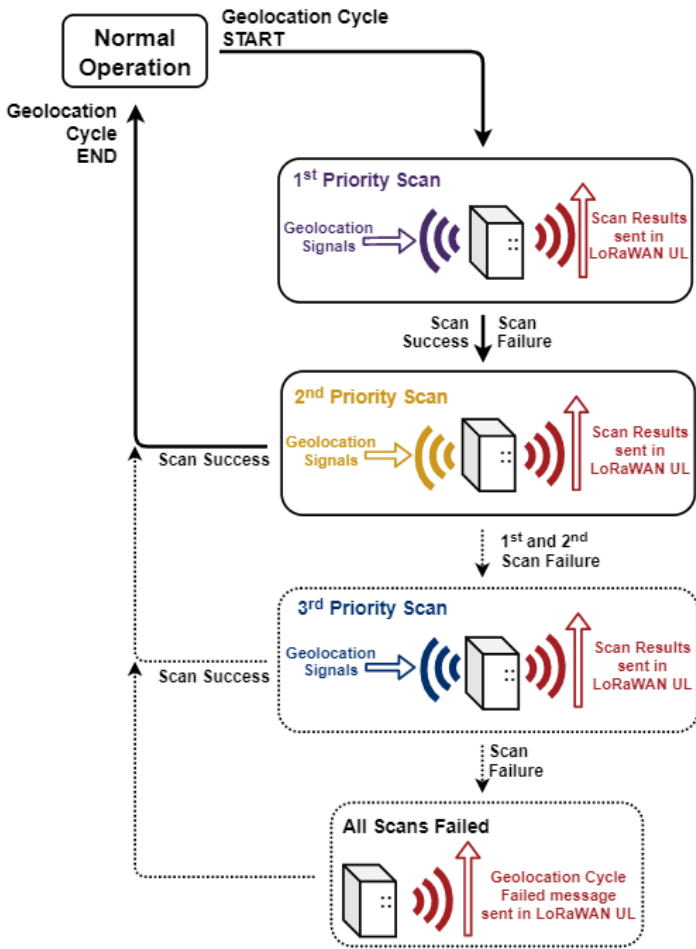 Geolocation Cycle
START
Normal
Operation
Geolocation
Cycle
END
1st Priority Scan
Geolocation
Signals
Scan Results
sent in
LoRaWAN UL
Scan
Success
Scan
Failure
2nd Priority Scan
Geolocation
Signals
Scan Results
sent in
LoRaWAN UL
Scan Success
1st and 2nd
Scan Failure
3rd Priority Scan
Geolocation
Signals
Scan Results
sent in
LoRaWAN UL
Scan Success
Scan
Failure
All Scans Failed
Geolocation Cycle
Failed message
sent in LoRaWAN UL